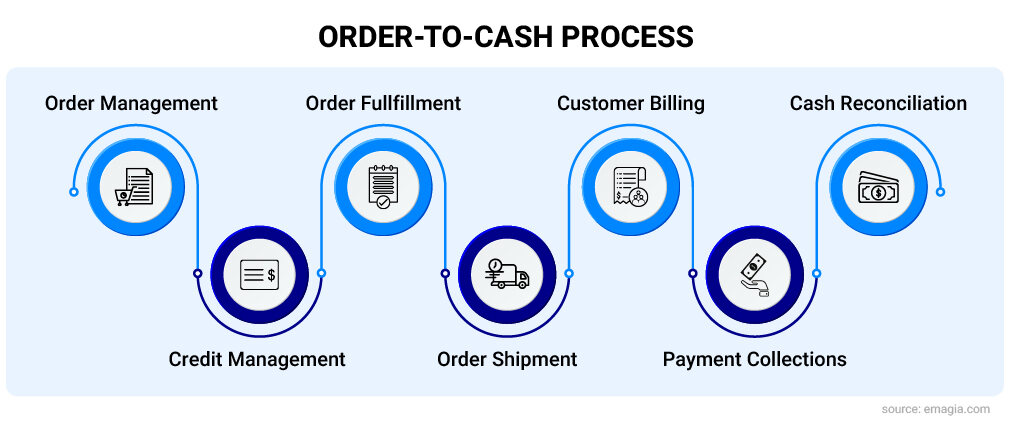 ORDER-TO-CASH PROCESS
Order Management
Order Fullfillment
Customer Billing
Cash Reconciliation
$
$
$
$
Credit Management
Order Shipment
Payment Collections
source: emagia.com